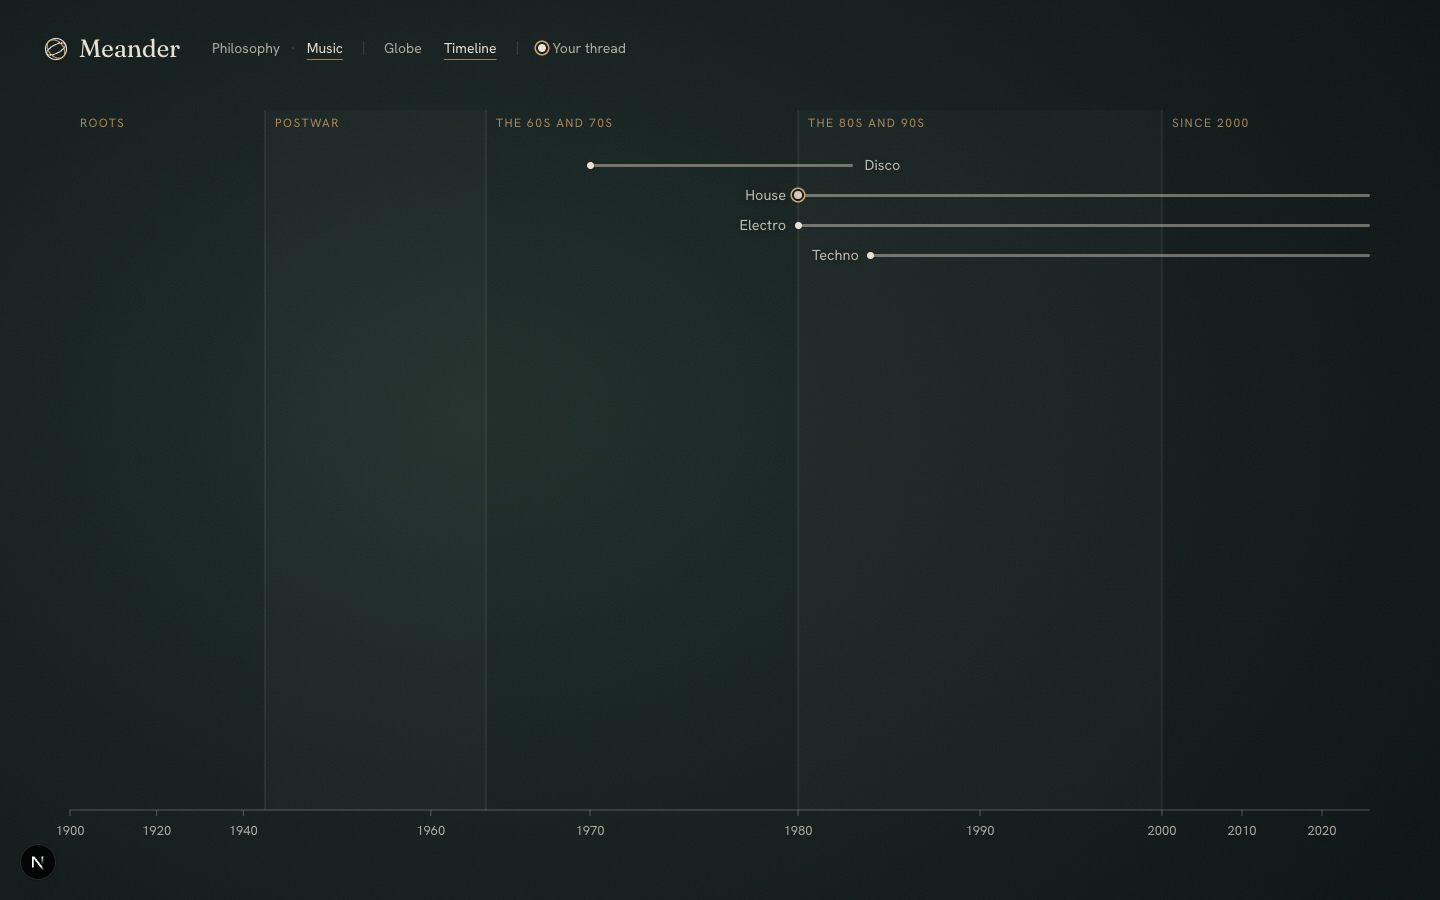 Meander
Philosophy · Music | Globe Timeline | Your thread
ROOTS POSTWAR THE 60S AND 70S THE 80S AND 90S SINCE 2000
Disco
House
Electro
Techno
1900 1920 1940 1960 1970 1980 1990 2000 2010 2020
N